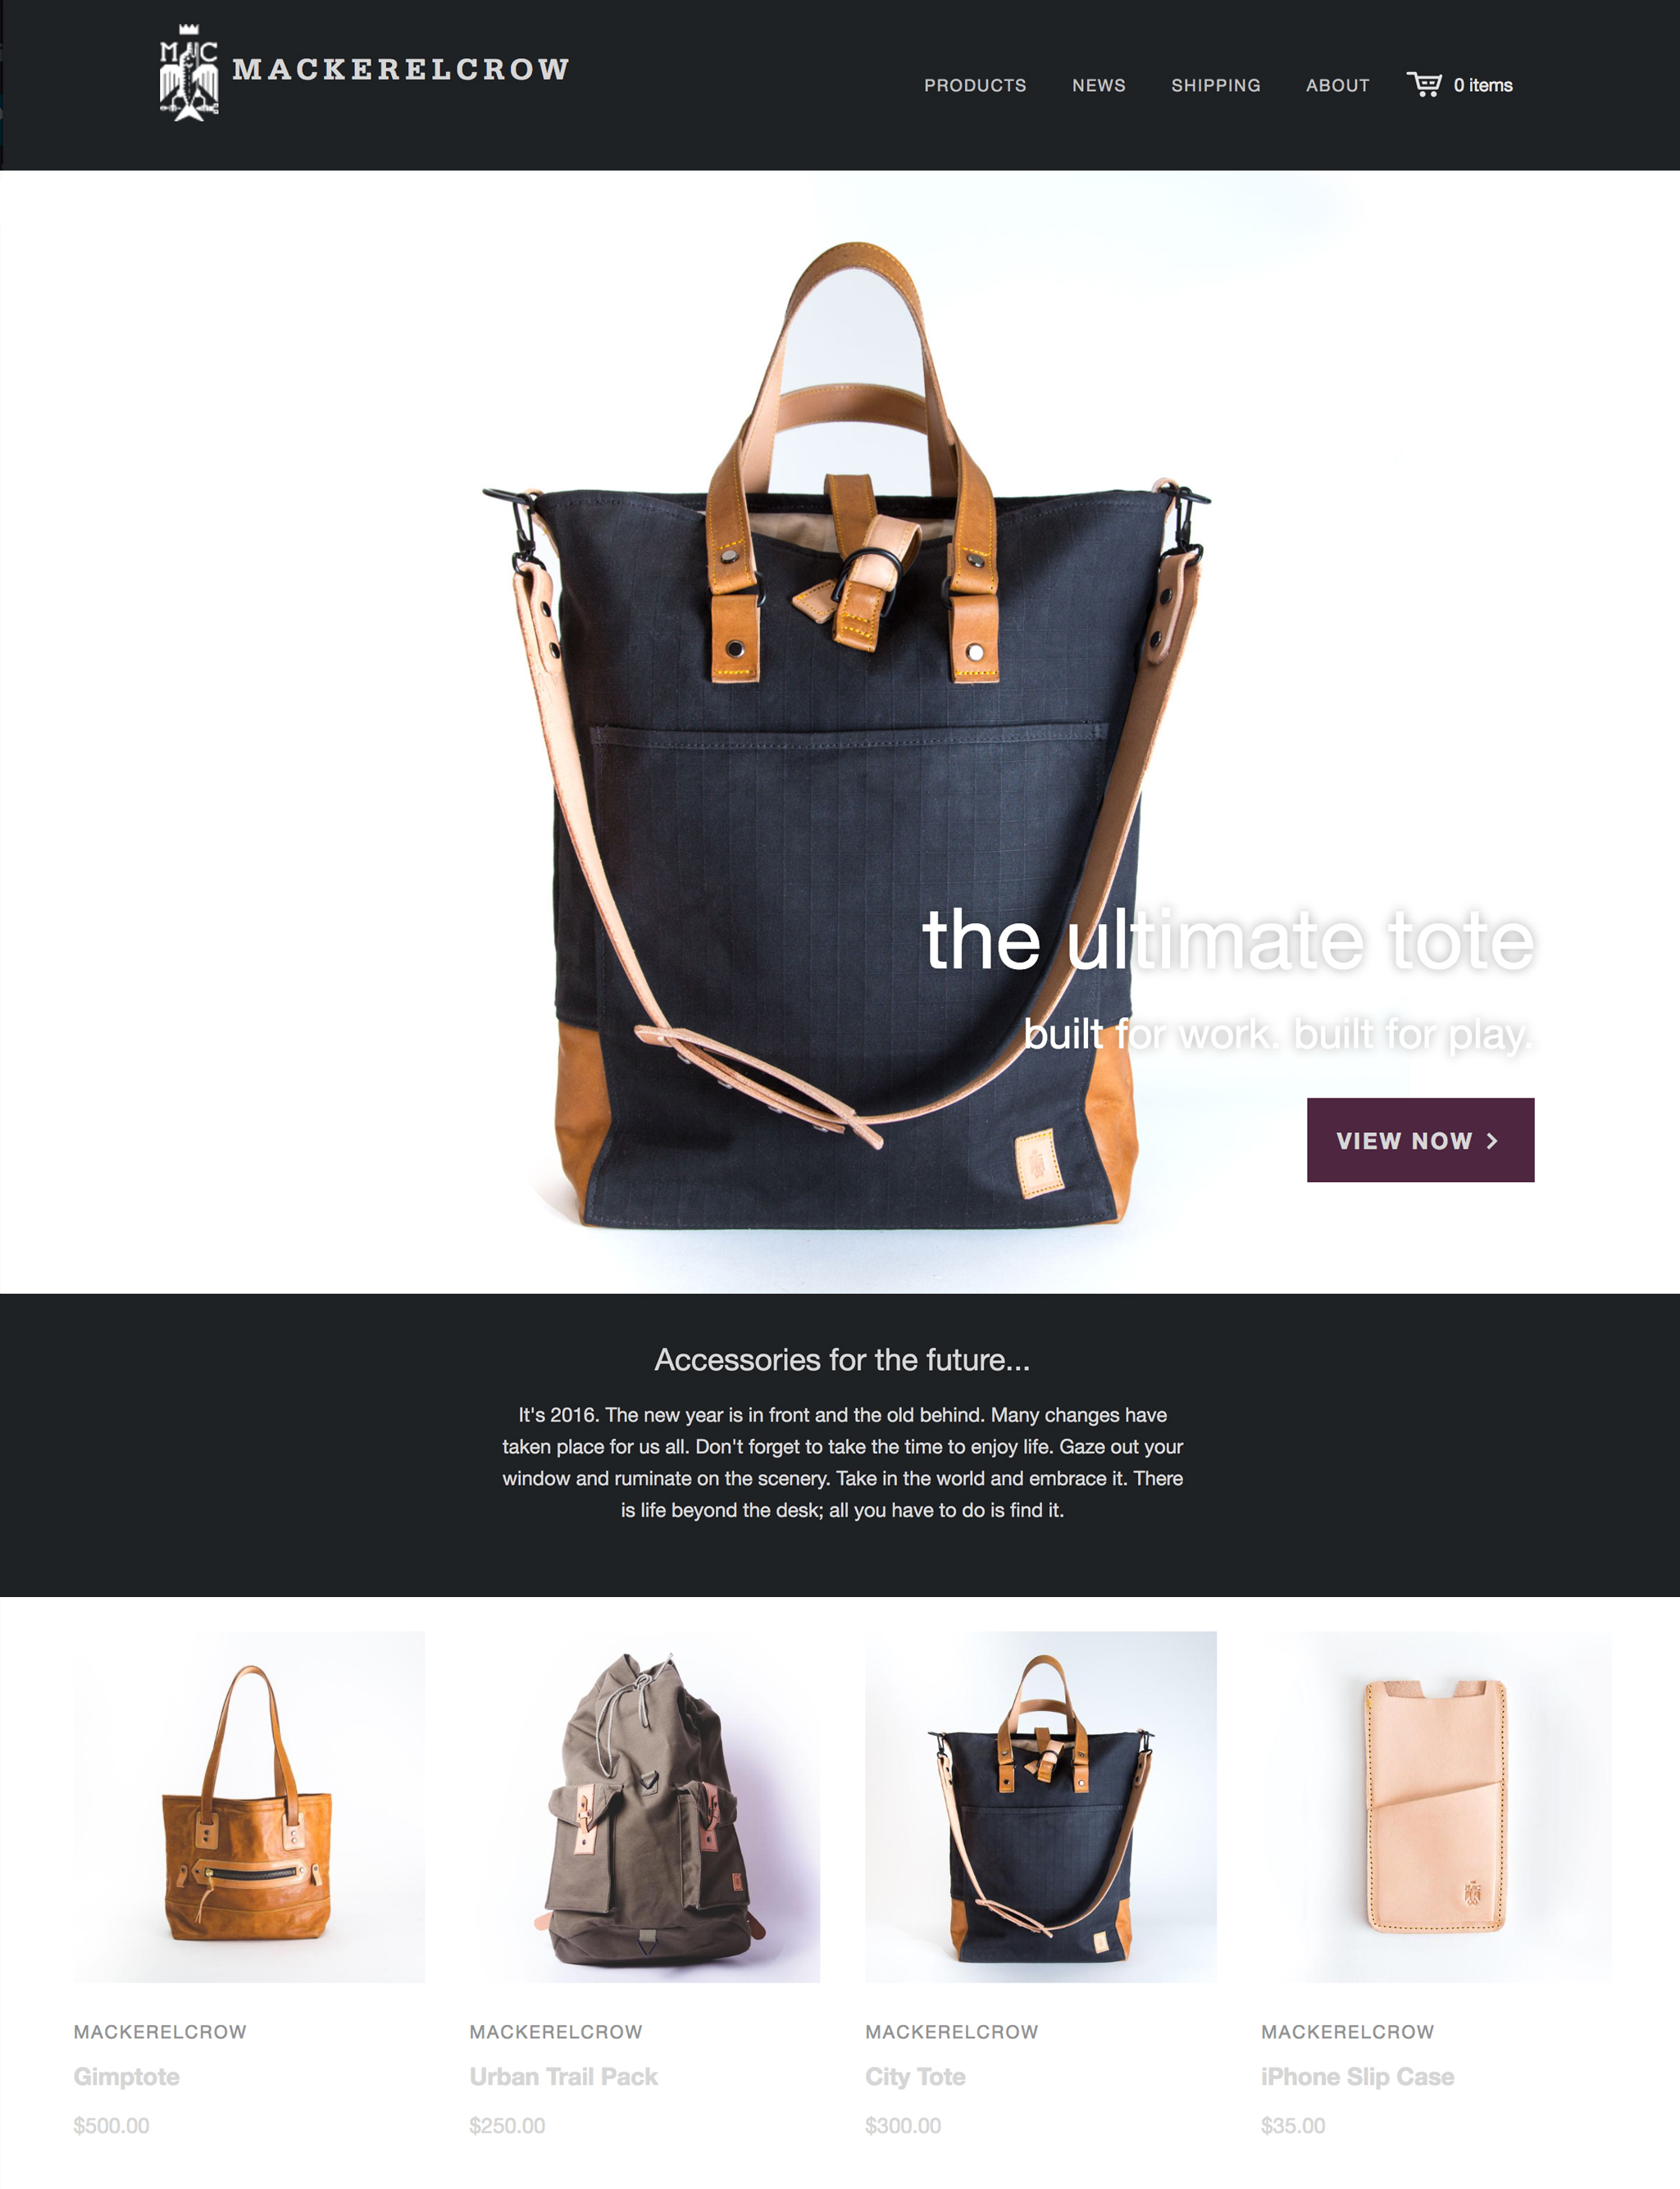 M C
MACKERELCROW
PRODUCTS NEWS SHIPPING ABOUT 0 items
the ultimate tote
built for work. built for play.
VIEW NOW
Accessories for the future...
It's 2016. The new year is in front and the old behind. Many changes have
taken place for us all. Don't forget to take the time to enjoy life. Gaze out your
window and ruminate on the scenery. Take in the world and embrace it. There
is life beyond the desk; all you have to do is find it.
MACKERELCROW
Gimptote
$500.00
MACKERELCROW
Urban Trail Pack
$250.00
MACKERELCROW
City Tote
$300.00
MACKERELCROW
iPhone Slip Case
$35.00